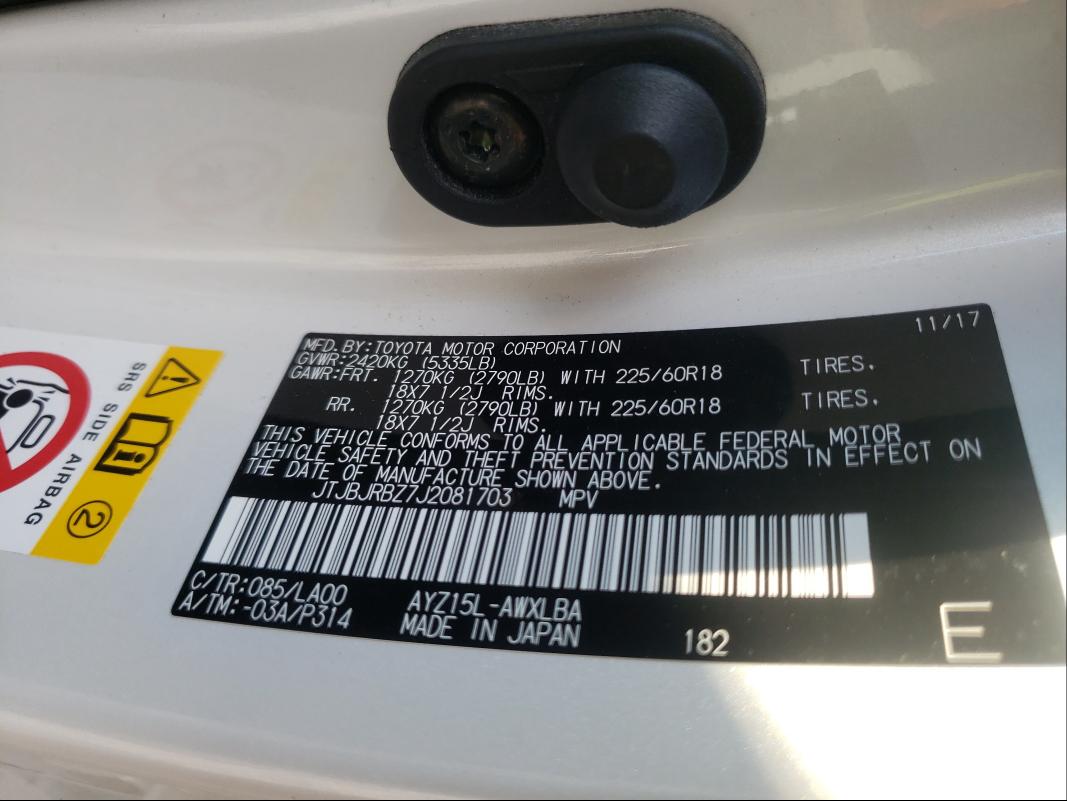 11/17
MFD. BY:TOYOTA MOTOR CORPORATION
GVWR:2420KG (5335LB)
GAWR:FRT. 1270KG (2790LB) WITH 225/60R18 TIRES.
18X7 1/2J RIMS.
RR. 1270KG (2790LB) WITH 225/60R18 TIRES.
18X7 1/2J RIMS.
THIS VEHICLE CONFORMS TO ALL APPLICABLE FEDERAL MOTOR
VEHICLE SAFETY AND THEFT PREVENTION STANDARDS IN EFFECT ON
THE DATE OF MANUFACTURE SHOWN ABOVE.
JTJBJRBZ7J2081703 MPV
C/TR:085/LA00
A/TM:-03A/P314
AYZ15L-AWXLBA
MADE IN JAPAN
182
E
SRS SIDE AIRBAG
2